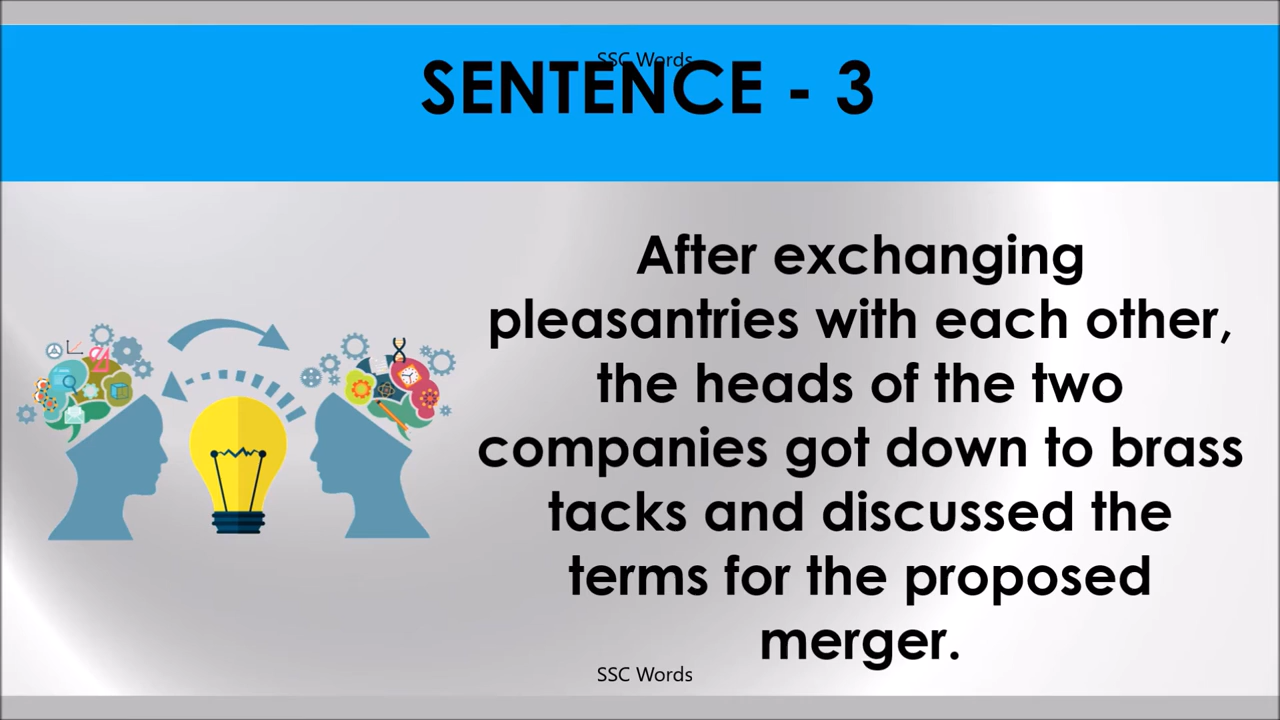 SSC Words
SENTENCE - 3
After exchanging
pleasantries with each other,
the heads of the two
companies got down to brass
tacks and discussed the
terms for the proposed
merger.
SSC Words